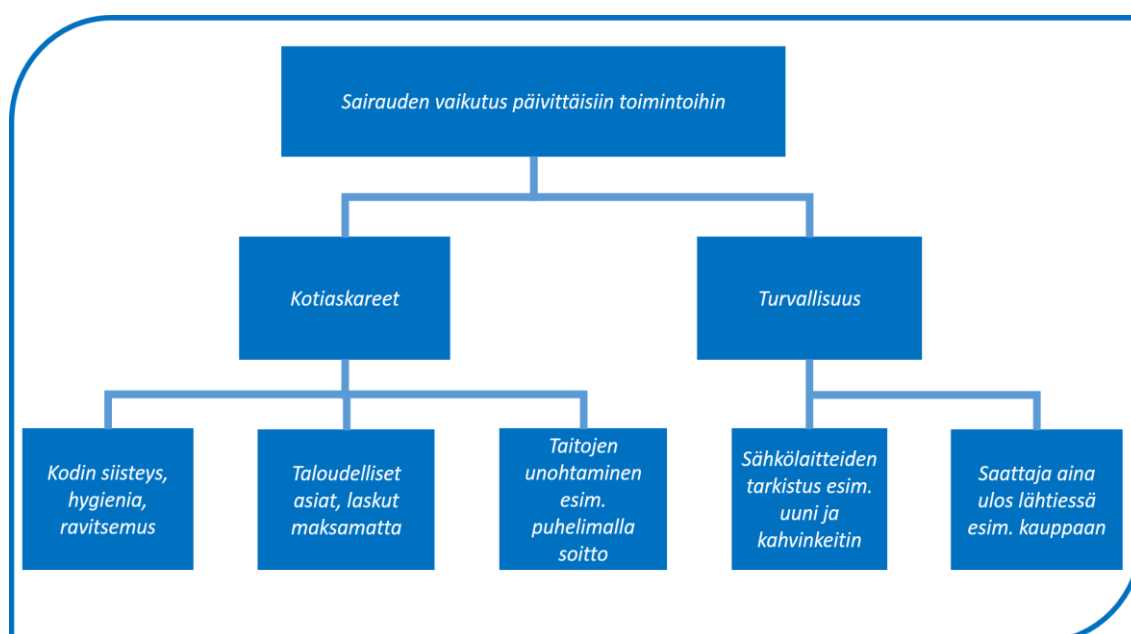 Sairauden vaikutus päivittäisiin toimintoihin
Kotiaskareet
Turvallisuus
Kodin siisteys,
hygienia,
ravitsemus
Taloudelliset
asiat, laskut
maksamatta
Taitojen
unohtaminen
esim.
puhelimalla
soitto
Sähkölaitteiden
tarkistus esim.
uuni ja
kahvinkeitin
Saattaja aina
ulos lähtiessä
esim. kauppaan